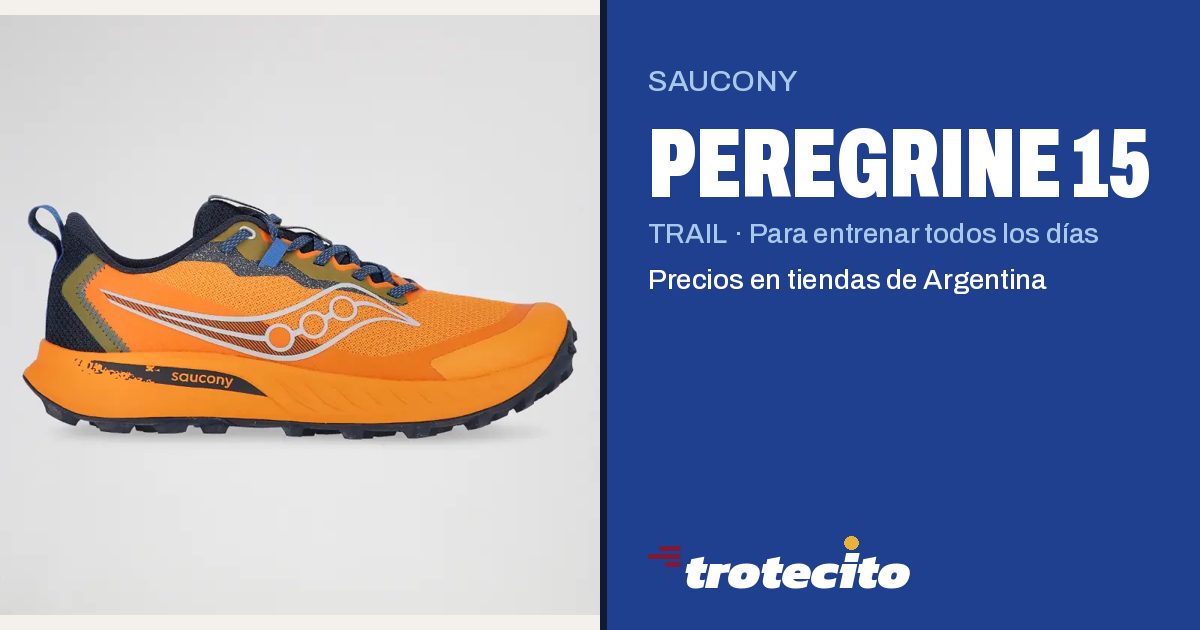 saucony
SAUCONY
PEREGRINE 15
TRAIL · Para entrenar todos los días
Precios en tiendas de Argentina
trotecito